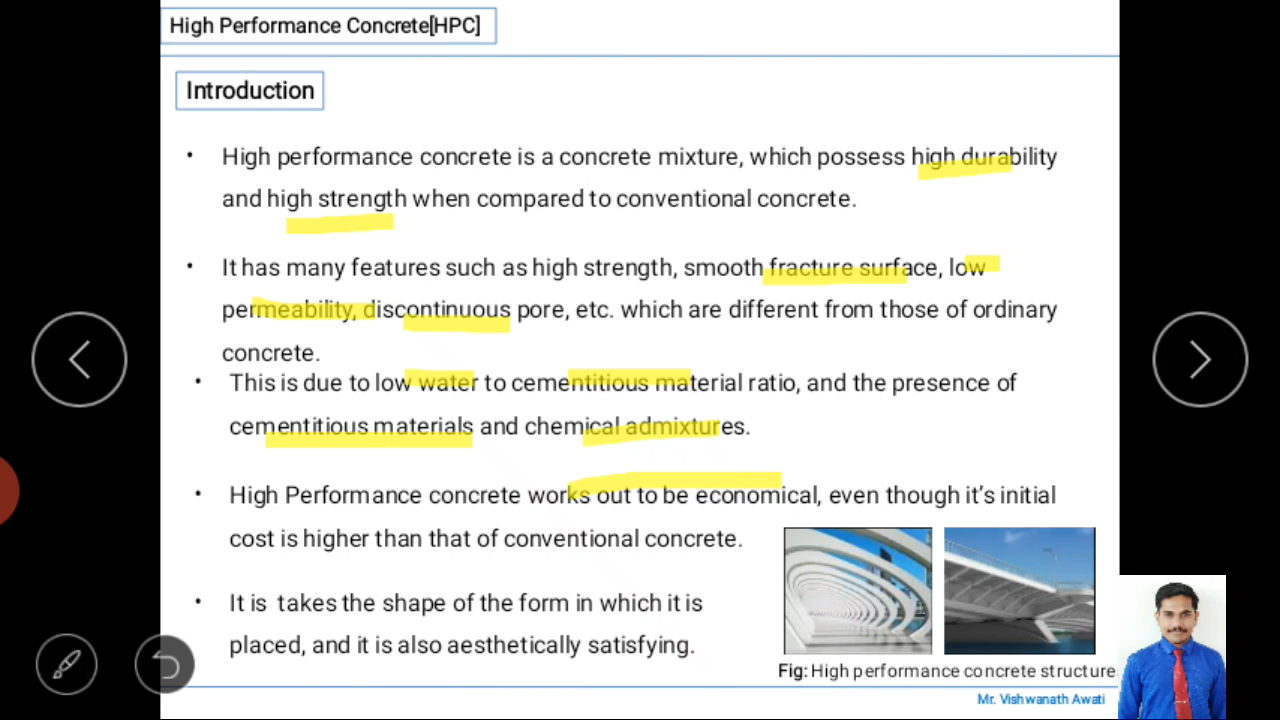 High Performance Concrete[HPC]
Introduction
• High performance concrete is a concrete mixture, which possess high durability
and high strength when compared to conventional concrete.
• It has many features such as high strength, smooth fracture surface, low
permeability, discontinuous pore, etc. which are different from those of ordinary
concrete.
• This is due to low water to cementitious material ratio, and the presence of
cementitious materials and chemical admixtures.
• High Performance concrete works out to be economical, even though it's initial
cost is higher than that of conventional concrete.
• It is takes the shape of the form in which it is
placed, and it is also aesthetically satisfying.
Fig: High performance concrete structure
Mr. Vishwanath Awati